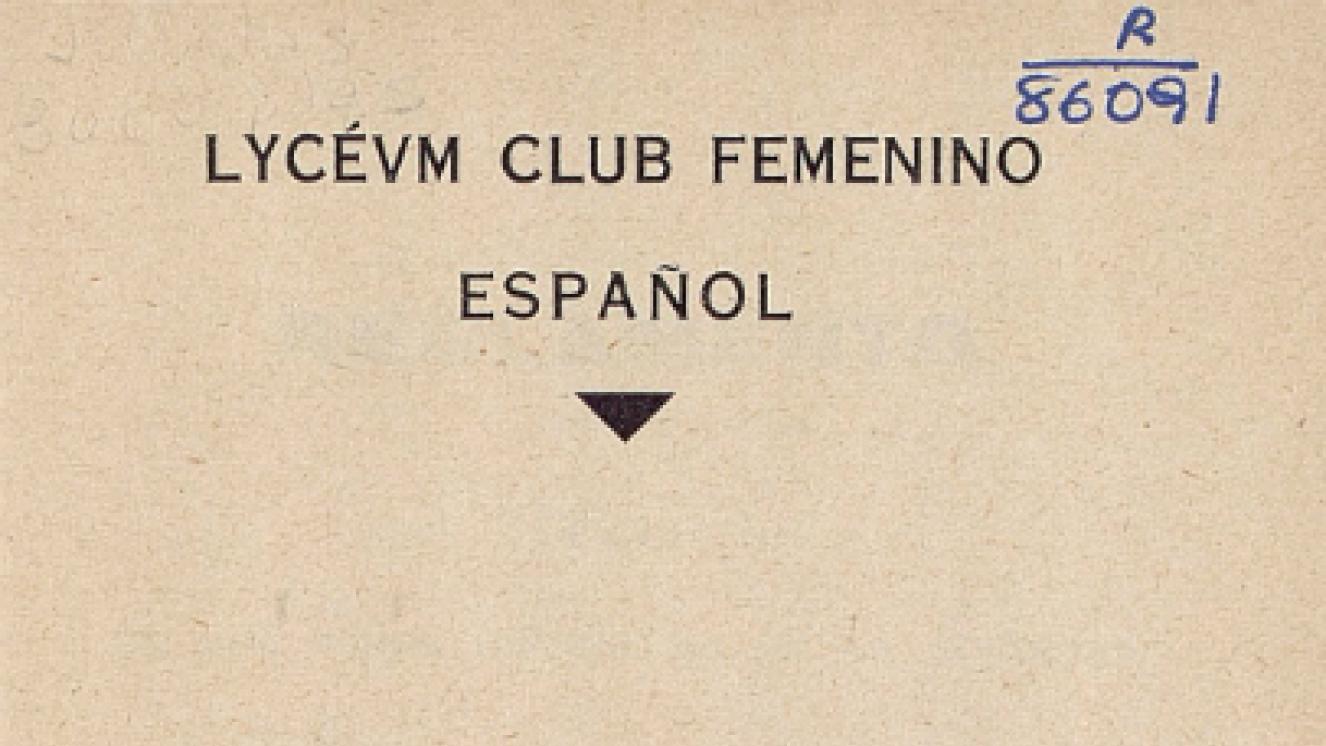 R
86091
LYCÉVM CLUB FEMENINO
ESPAÑOL